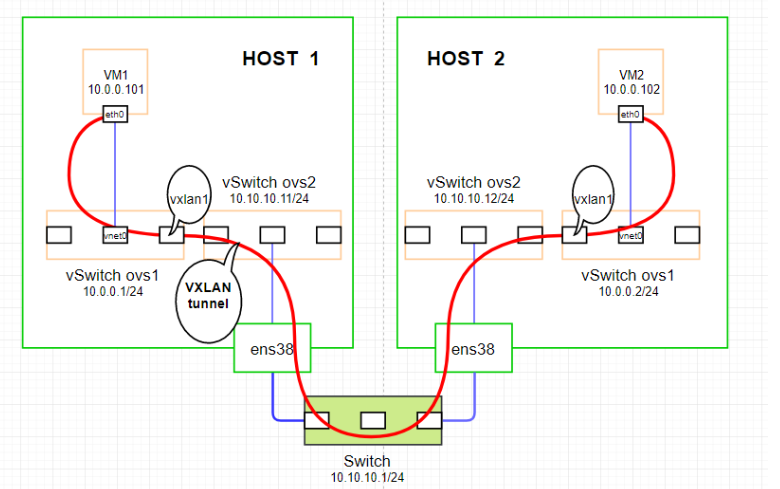 HOST 1
VM1
10.0.0.101
eth0
vSwitch ovs2
10.10.10.11/24
vxlan1
vnet0
vSwitch ovs1
10.0.0.1/24
VXLAN
tunnel
ens38
HOST 2
VM2
10.0.0.102
eth0
vSwitch ovs2
10.10.10.12/24
vxlan1
vnet0
vSwitch ovs1
10.0.0.2/24
ens38
Switch
10.10.10.1/24